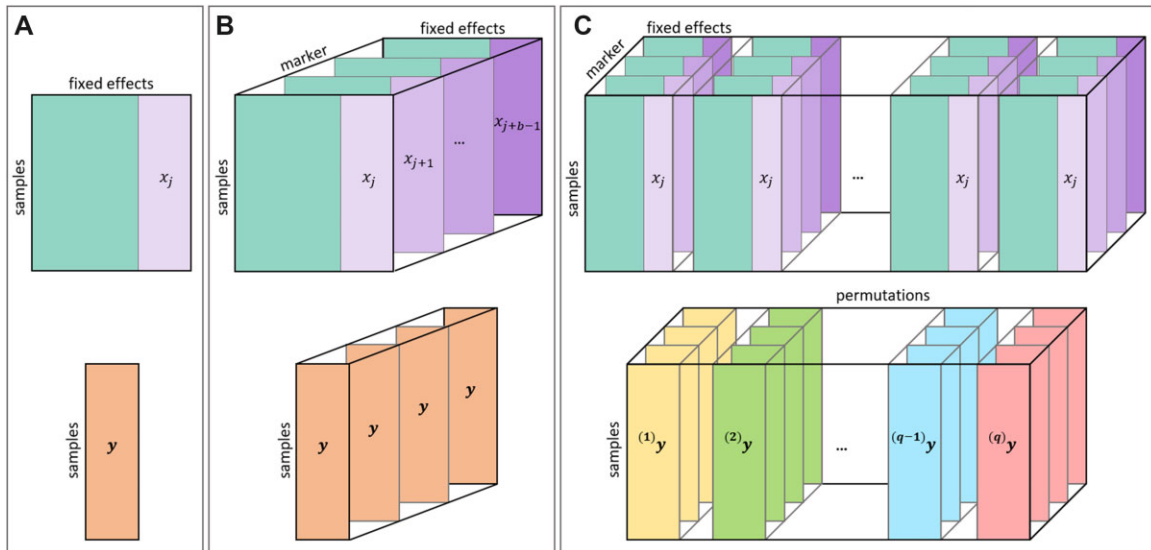 A
fixed effects
samples
x_j
samples
y
B
fixed effects
marker
samples
x_j
x_{j+1}
...
x_{j+b-1}
samples
y
y
y
y
C
fixed effects
marker
samples
x_j
x_j
...
x_j
x_j
permutations
samples
(1)y
(2)y
...
(q-1)y
(q)y